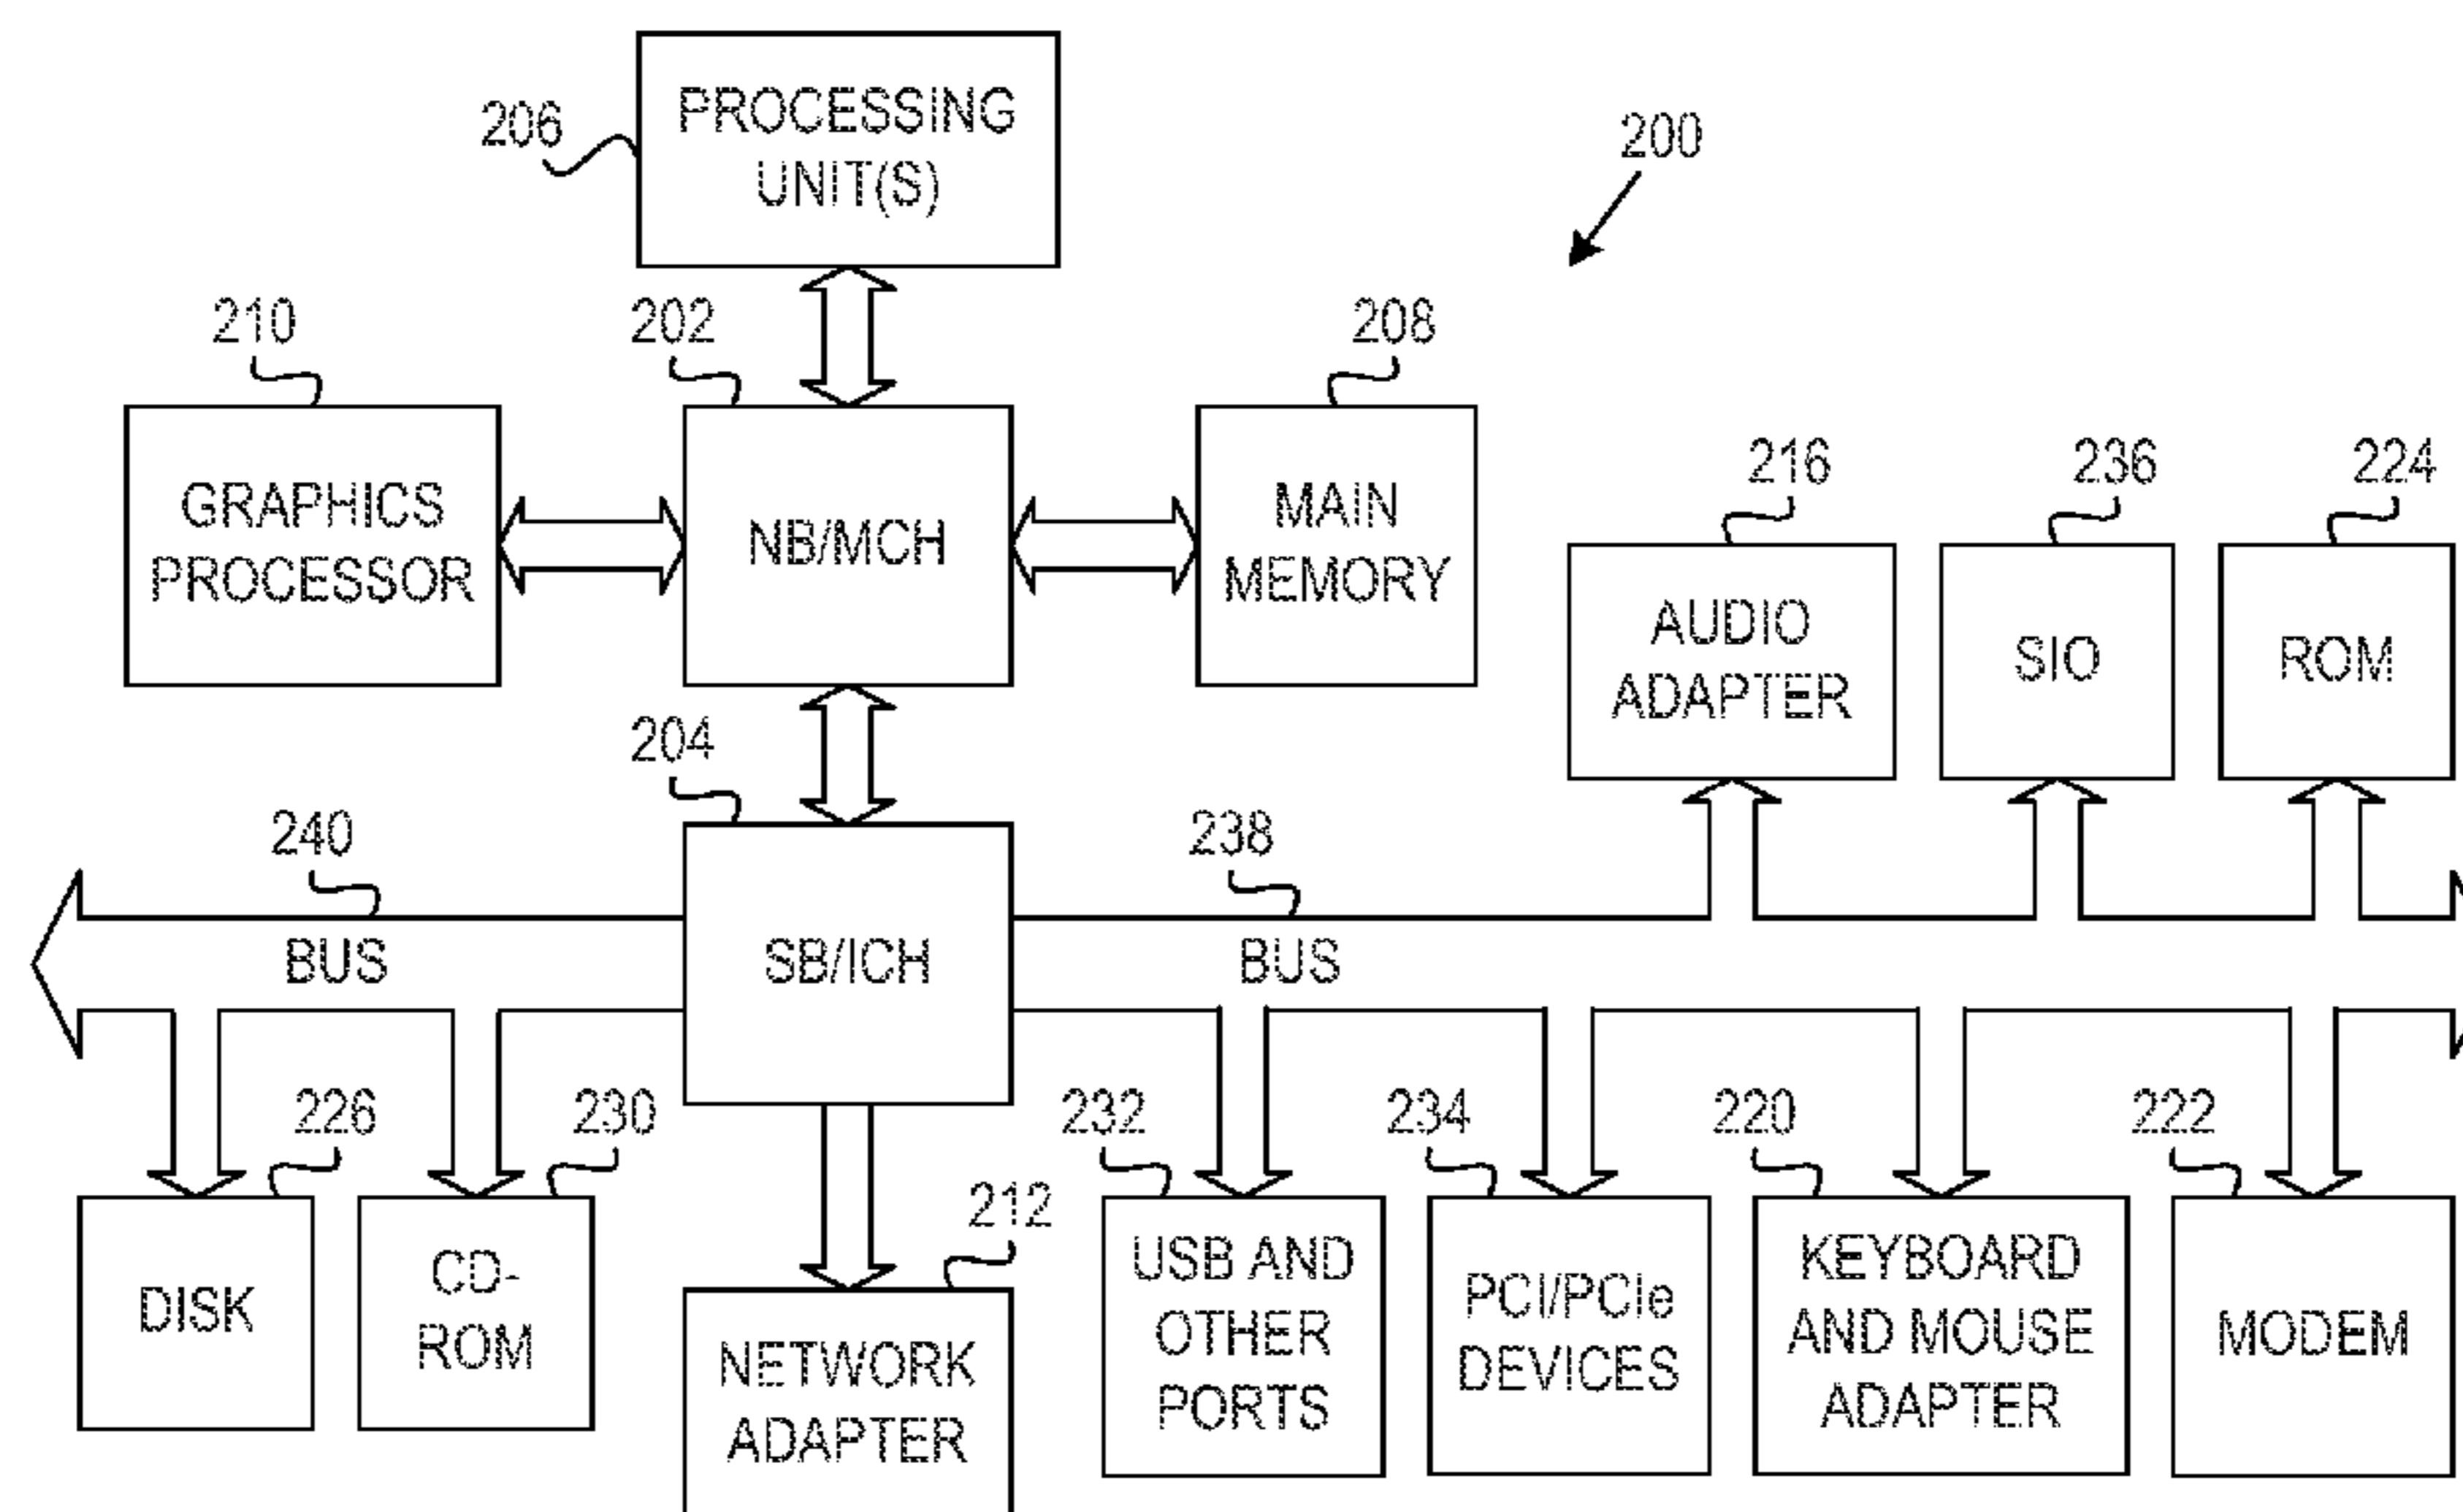 PROCESSING
UNIT(S)
206
200
210
202
208
GRAPHICS
PROCESSOR
NB/MCH
MAIN
MEMORY
216
236
224
AUDIO
ADAPTER
SIO
ROM
204
240
238
BUS
SB/ICH
BUS
226
230
232
234
220
222
212
DISK
CD-
ROM
NETWORK
ADAPTER
USB AND
OTHER
PORTS
PCI/PCIe
DEVICES
KEYBOARD
AND MOUSE
ADAPTER
MODEM